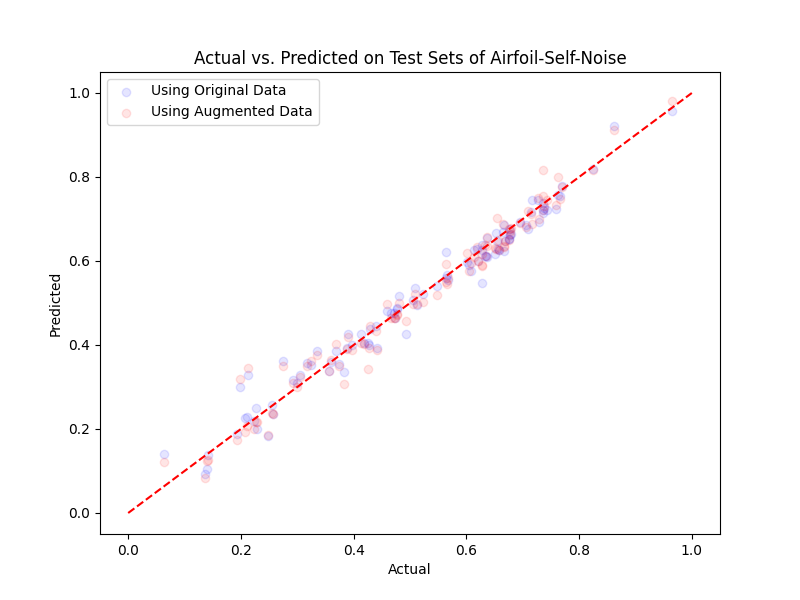 Actual vs. Predicted on Test Sets of Airfoil-Self-Noise
Using Original Data
Using Augmented Data
1.0
0.8
0.6
0.4
0.2
0.0
Predicted
0.0 0.2 0.4 0.6 0.8 1.0
Actual